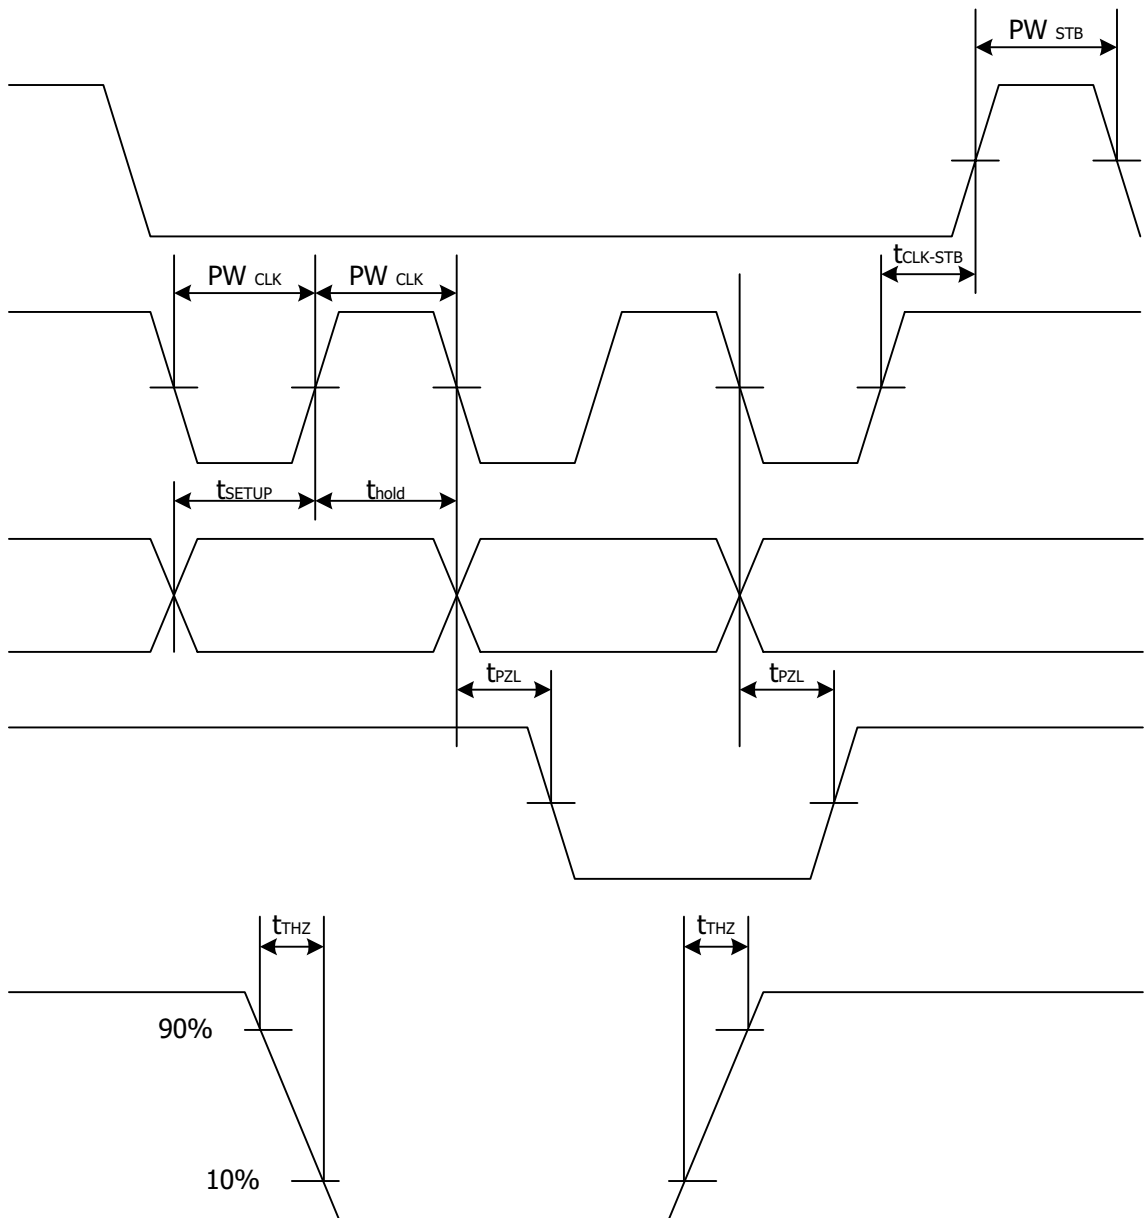 PW STB
tCLK-STB
PW CLK
PW CLK
tSETUP
thold
tPZL
tPZL
tTHZ
tTHZ
90%
10%